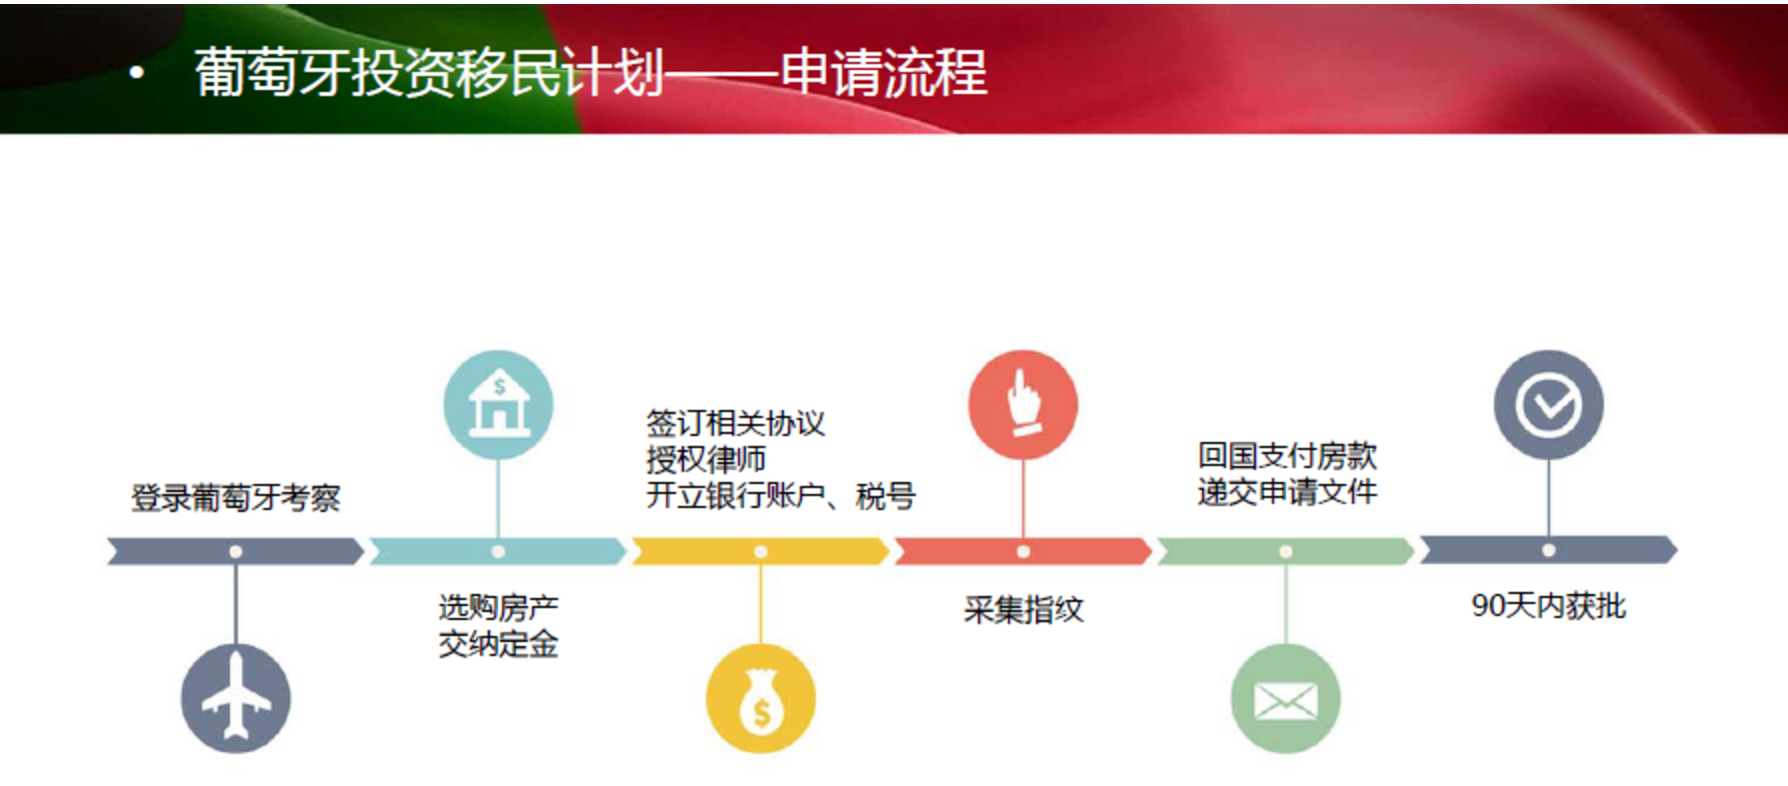 • 葡萄牙投资移民计划——申请流程
登录葡萄牙考察
选购房产
交纳定金
签订相关协议
授权律师
开立银行账户、税号
采集指纹
回国支付房款
递交申请文件
90天内获批
$
$